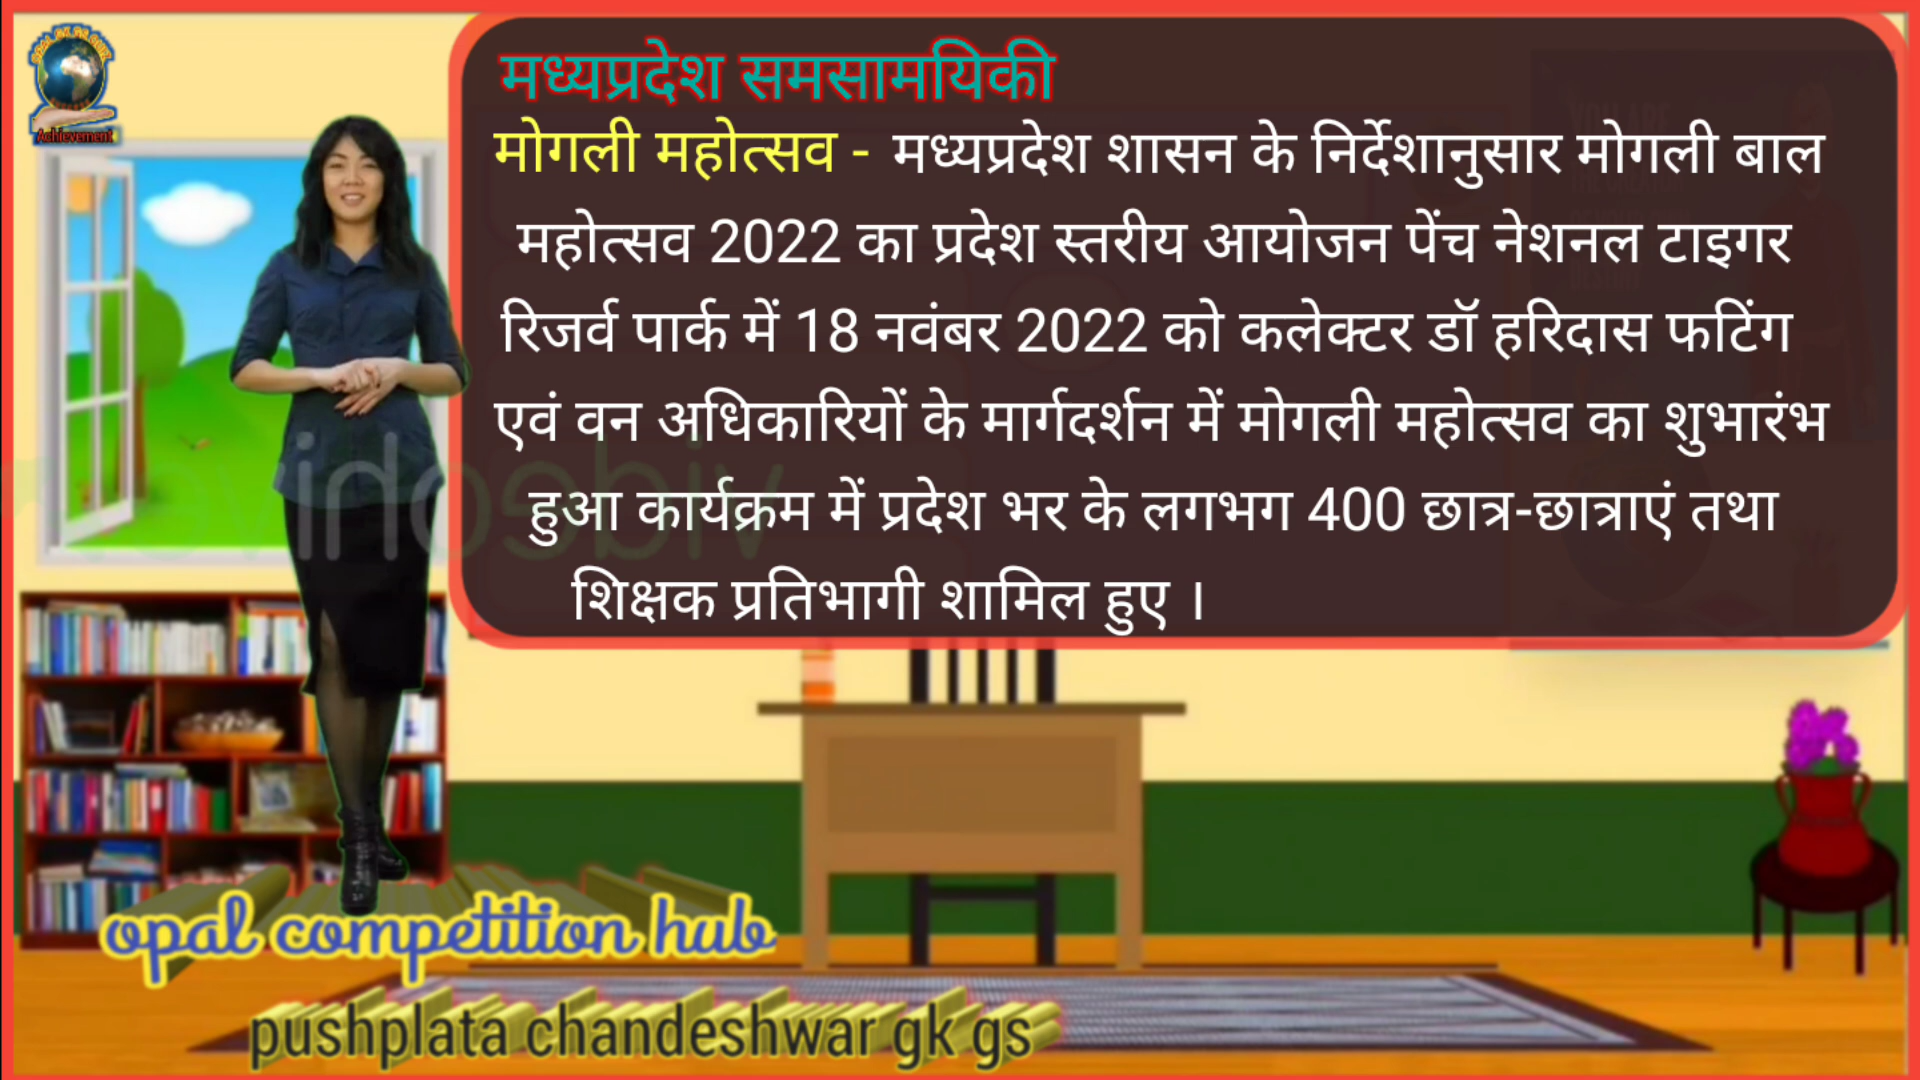 मध्यप्रदेश समसामयिकी
मोगली महोत्सव - मध्यप्रदेश शासन के निर्देशानुसार मोगली बाल
महोत्सव 2022 का प्रदेश स्तरीय आयोजन पेंच नेशनल टाइगर
रिजर्व पार्क में 18 नवंबर 2022 को कलेक्टर डॉ हरिदास फटिंग
एवं वन अधिकारियों के मार्गदर्शन में मोगली महोत्सव का शुभारंभ
हुआ कार्यक्रम में प्रदेश भर के लगभग 400 छात्र-छात्राएं तथा
शिक्षक प्रतिभागी शामिल हुए ।
Achievement
opal competition hub
pushplata chandeshwar gk gs